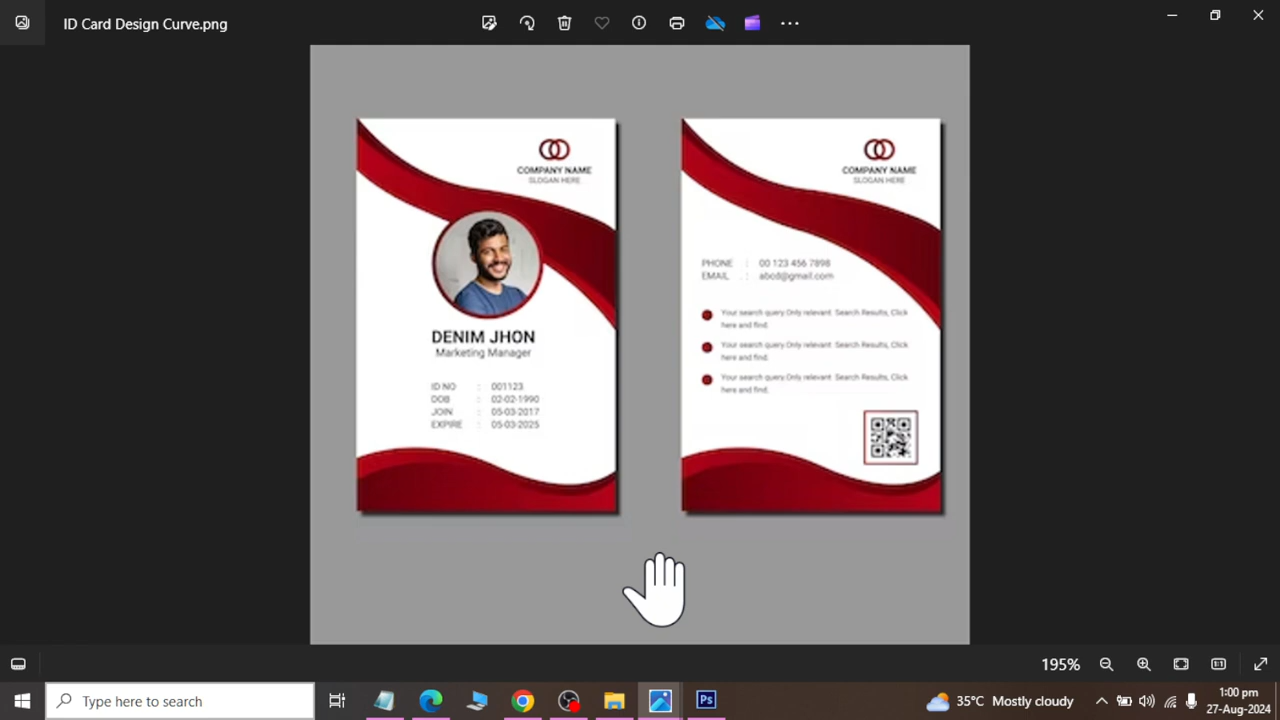 ID Card Design Curve.png
COMPANY NAME
SLOGAN HERE
DENIM JHON
Marketing Manager
ID NO : 001123
DOB : 02-02-1990
JOIN : 05-03-2017
EXPIRE : 05-03-2025
COMPANY NAME
SLOGAN HERE
PHONE : 00 123 456 7898
EMAIL . : abcd@gmail.com
Your search query Only relevant Search Results, Click
here and find.
Your search query Only relevant Search Results, Click
here and find.
Your search query Only relevant Search Results, Click
here and find.
195%
Type here to search
Ps
35°C Mostly cloudy
1:00 pm
27-Aug-2024